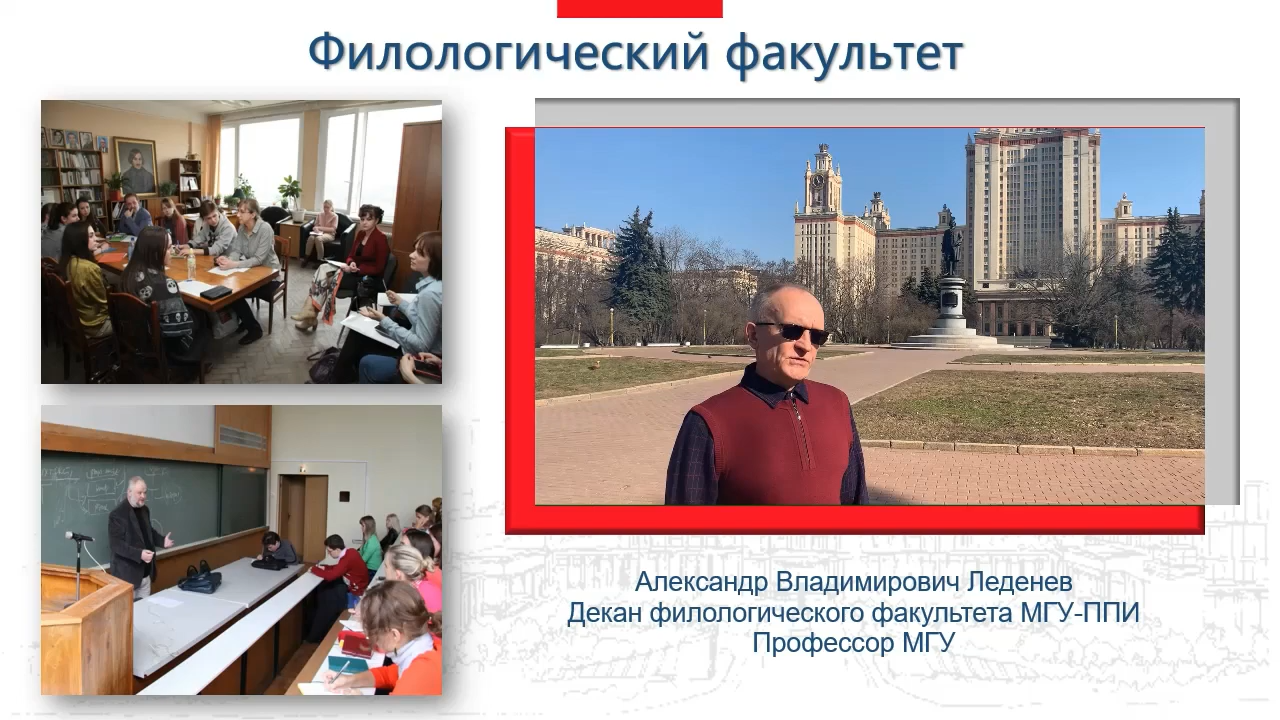 Филологический факультет
Александр Владимирович Леденев
Декан филологического факультета МГУ-ППИ
Профессор МГУ